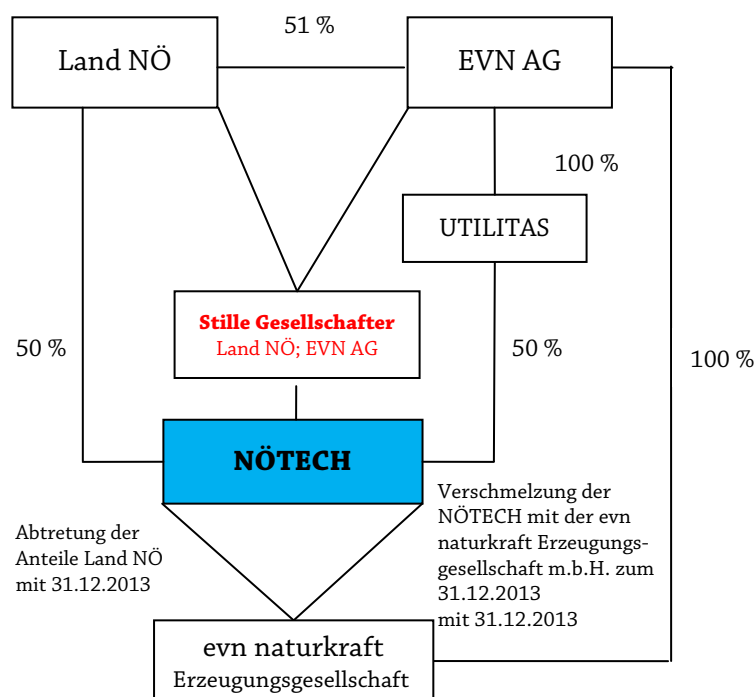 51 %
Land NÖ
EVN AG
100 %
UTILITAS
Stille Gesellschafter
Land NÖ; EVN AG
50 %
50 %
100 %
NÖTECH
Abtretung der
Anteile Land NÖ
mit 31.12.2013
Verschmelzung der
NÖTECH mit der evn
naturkraft Erzeugungs-
gesellschaft m.b.H. zum
31.12.2013
mit 31.12.2013
evn naturkraft
Erzeugungsgesellschaft